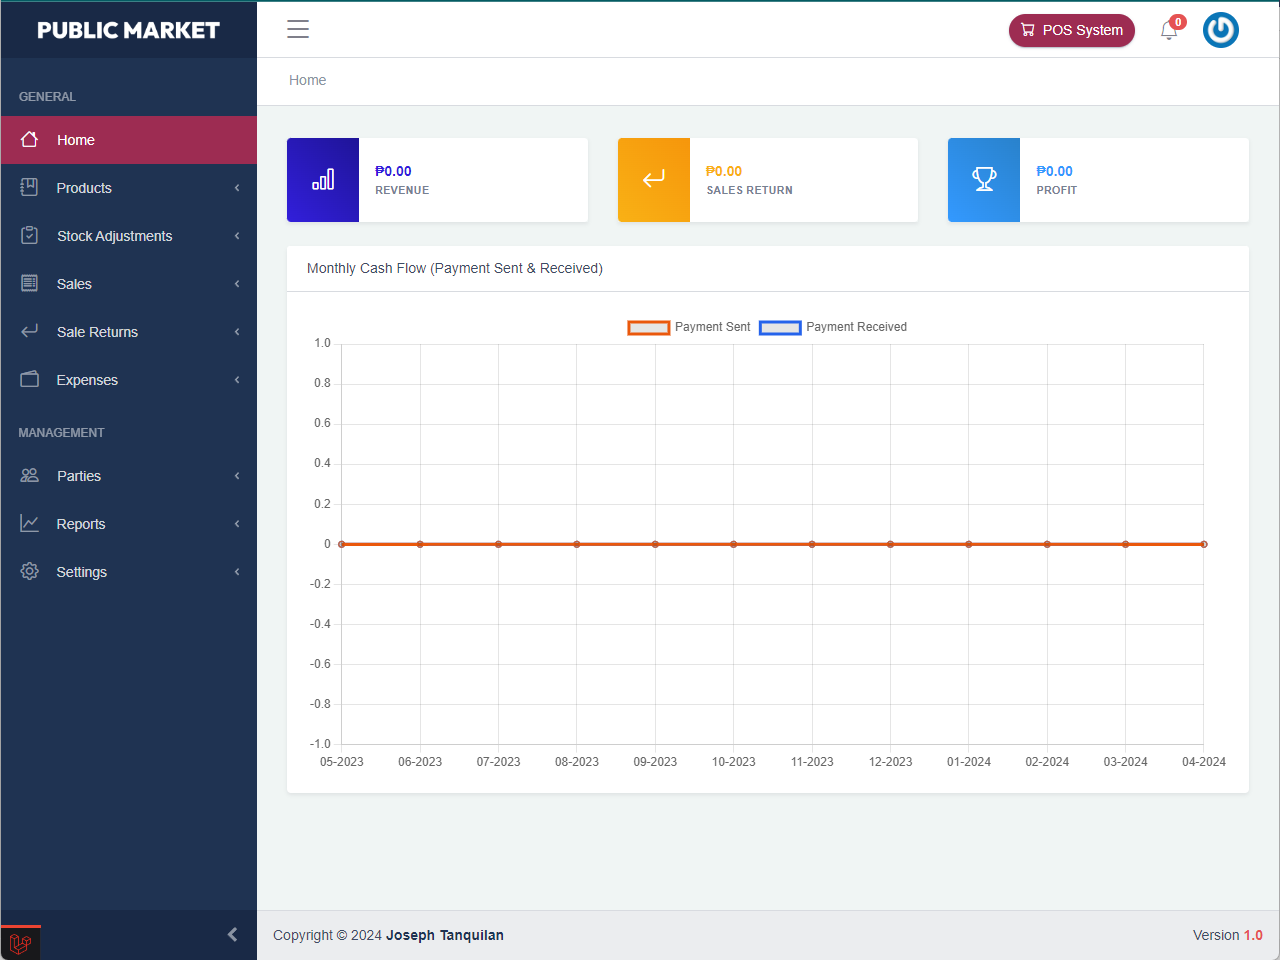 PUBLIC MARKET
POS System
0
Home
GENERAL
Home
Products
Stock Adjustments
Sales
Sale Returns
Expenses
MANAGEMENT
Parties
Reports
Settings
₱0.00
REVENUE
₱0.00
SALES RETURN
₱0.00
PROFIT
Monthly Cash Flow (Payment Sent & Received)
Payment Sent Payment Received
1.0
0.8
0.6
0.4
0.2
0
-0.2
-0.4
-0.6
-0.8
-1.0
05-2023 06-2023 07-2023 08-2023 09-2023 10-2023 11-2023 12-2023 01-2024 02-2024 03-2024 04-2024
Copyright © 2024 Joseph Tanquilan
Version 1.0